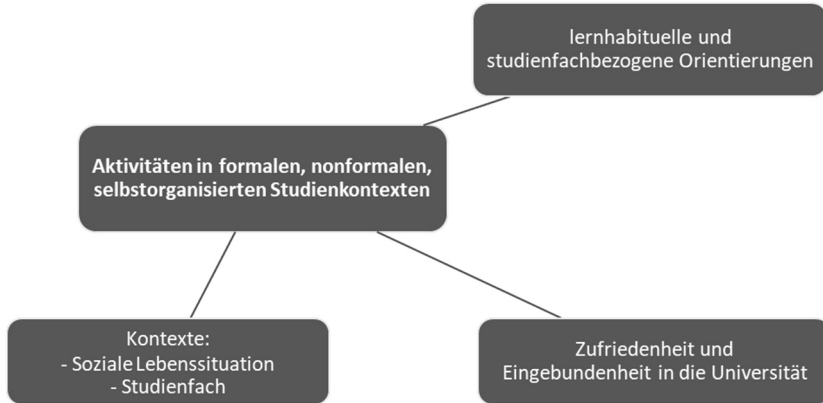 lernhabituelle und
studienfachbezogene Orientierungen
Aktivitäten in formalen, nonformalen,
selbstorganisierten Studienkontexten
Kontexte:
- Soziale Lebenssituation
- Studienfach
Zufriedenheit und
Eingebundenheit in die Universität